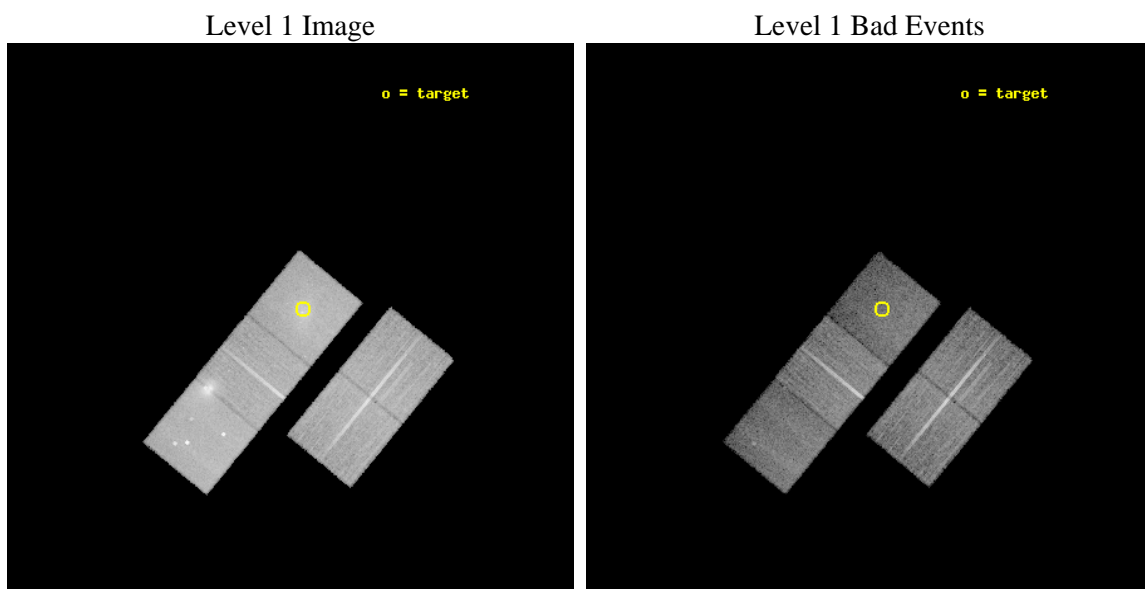 Level 1 Image
Level 1 Bad Events
o = target
o = target